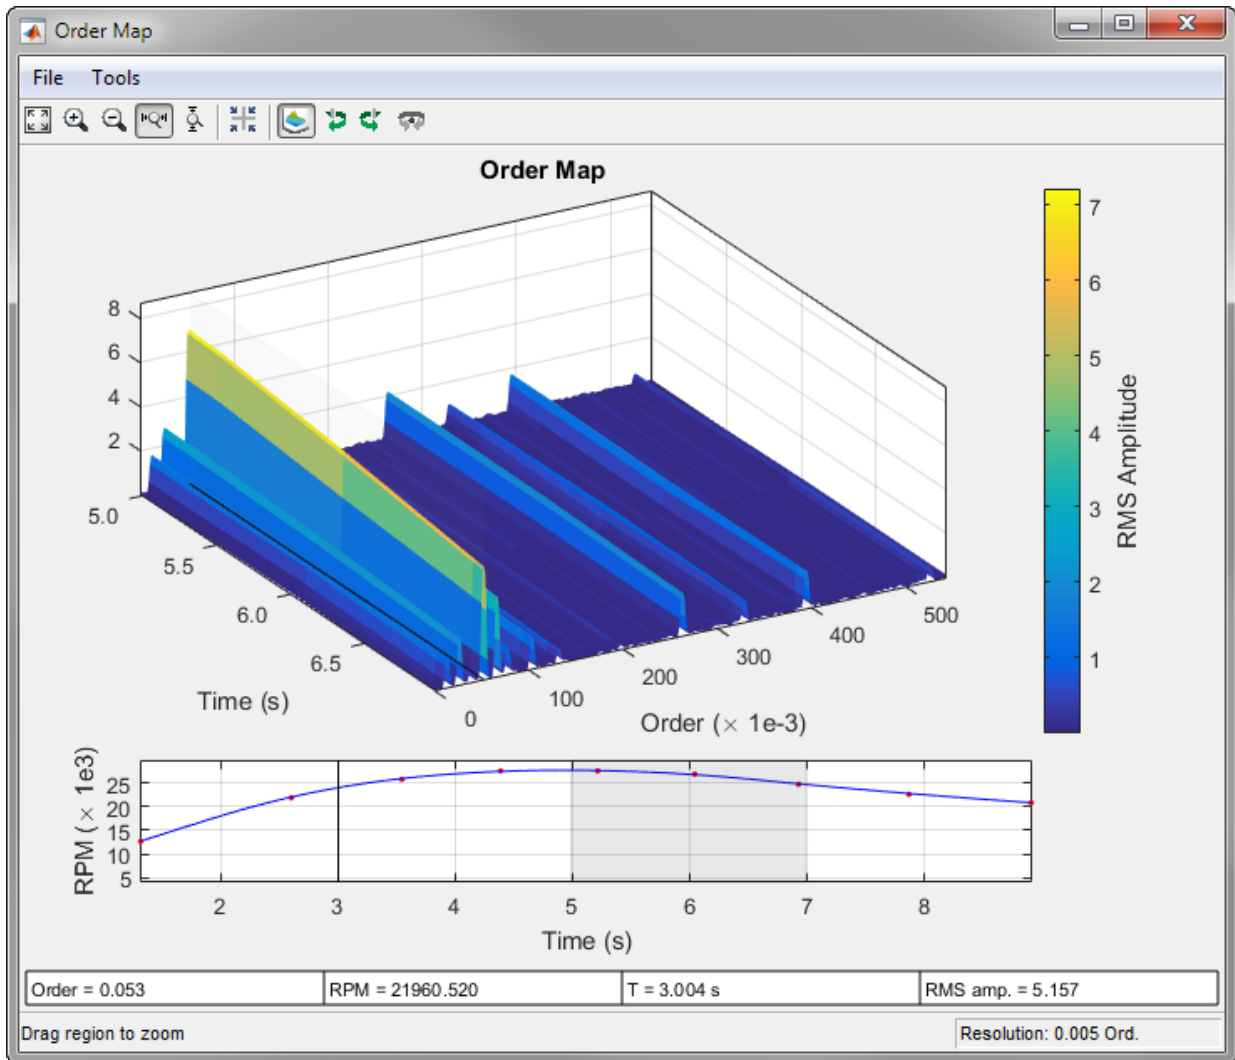 Order Map
File Tools
Order Map
8
6
4
2
5.0
5.5
6.0
6.5
Time (s)
0
100
200
300
400
500
Order (× 1e-3)
7
6
5
4
3
2
1
RMS Amplitude
RPM (× 1e3)
25
20
15
10
5
2 3 4 5 6 7 8
Time (s)
Order = 0.053 RPM = 21960.520 T = 3.004 s RMS amp. = 5.157
Drag region to zoom Resolution: 0.005 Ord.